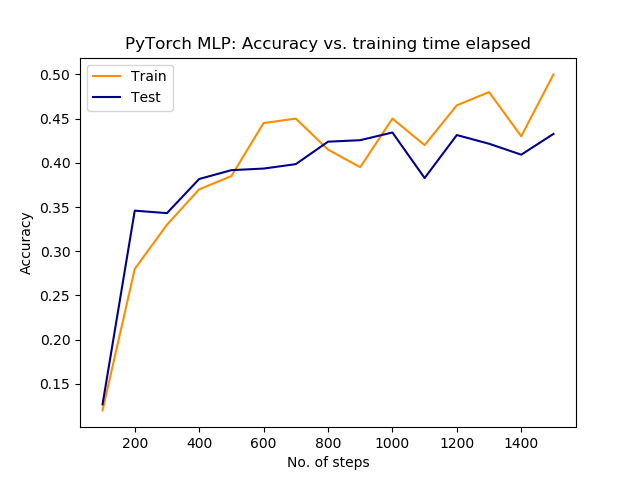 PyTorch MLP: Accuracy vs. training time elapsed
Train
Test
0.50
0.45
0.40
0.35
0.30
0.25
0.20
0.15
Accuracy
200 400 600 800 1000 1200 1400
No. of steps